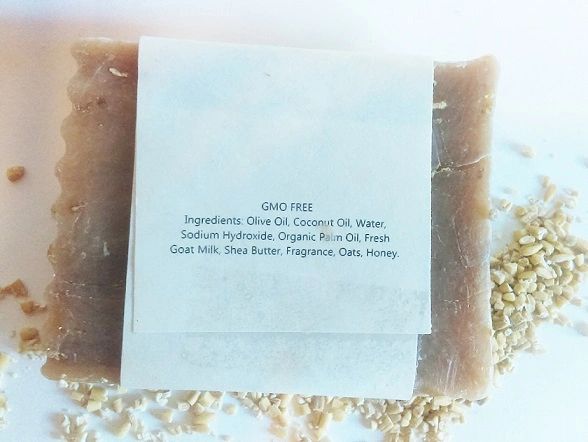 GMO FREE
Ingredients: Olive Oil, Coconut Oil, Water,
Sodium Hydroxide, Organic Palm Oil, Fresh
Goat Milk, Shea Butter, Fragrance, Oats, Honey.